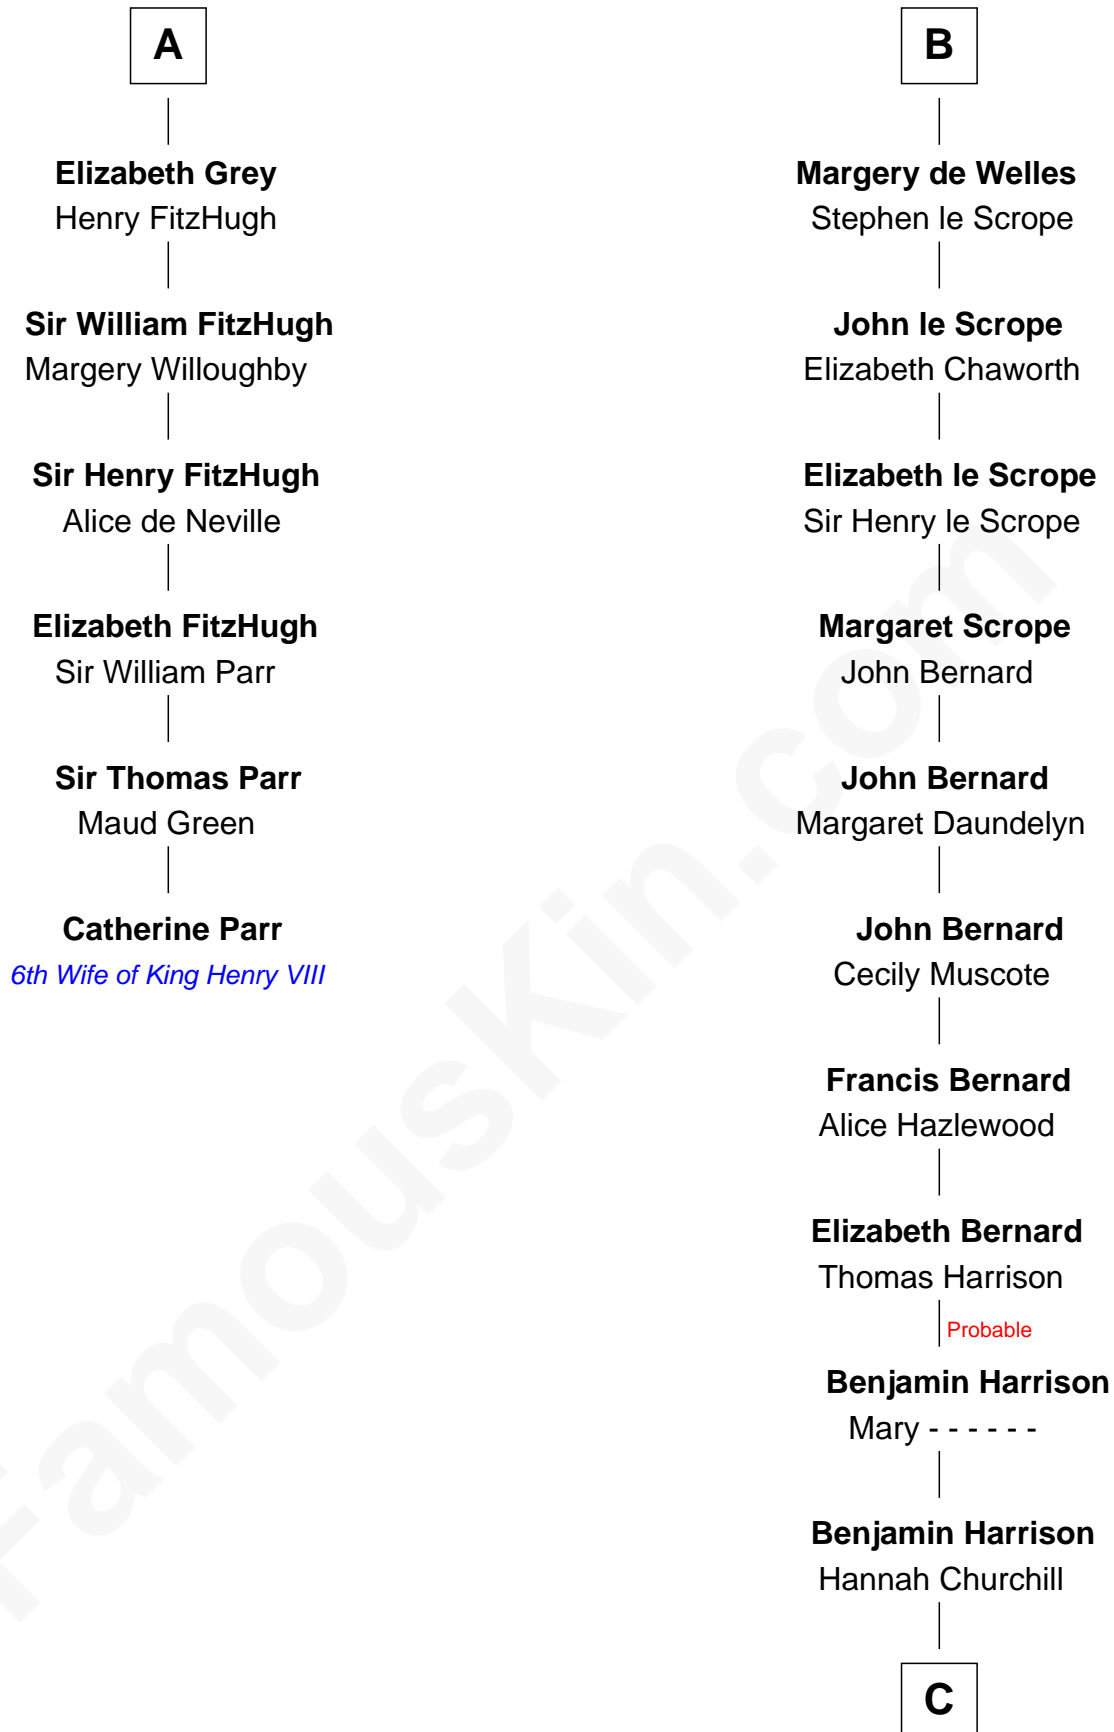 A
Elizabeth Grey
Henry FitzHugh
Sir William FitzHugh
Margery Willoughby
Sir Henry FitzHugh
Alice de Neville
Elizabeth FitzHugh
Sir William Parr
Sir Thomas Parr
Maud Green
Catherine Parr
6th Wife of King Henry VIII
B
Margery de Welles
Stephen le Scrope
John le Scrope
Elizabeth Chaworth
Elizabeth le Scrope
Sir Henry le Scrope
Margaret Scrope
John Bernard
John Bernard
Margaret Daundelyn
John Bernard
Cecily Muscote
Francis Bernard
Alice Hazlewood
Elizabeth Bernard
Thomas Harrison
Probable
Benjamin Harrison
Mary - - - - - -
Benjamin Harrison
Hannah Churchill
C
FamousKin.com